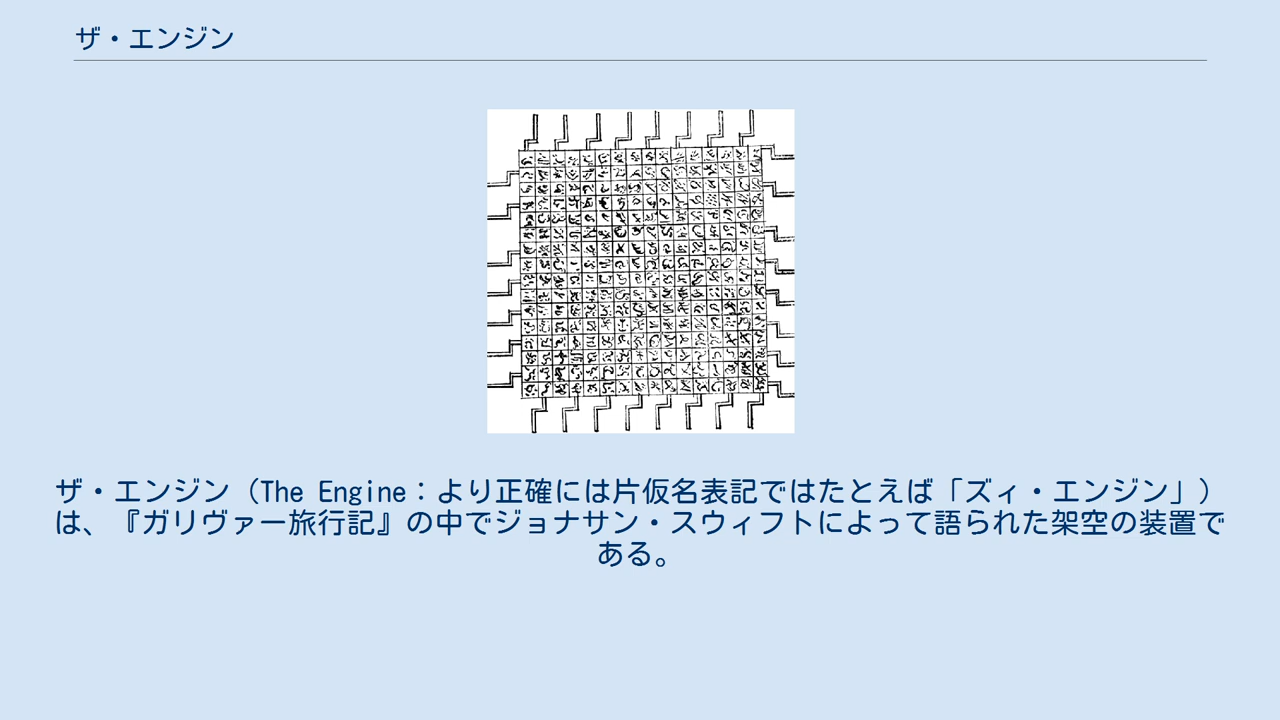 ザ・エンジン
ザ・エンジン（The Engine：より正確には片仮名表記ではたとえば「ズィ・エンジン」）
は、『ガリヴァー旅行記』の中でジョナサン・スウィフトによって語られた架空の装置で
ある。